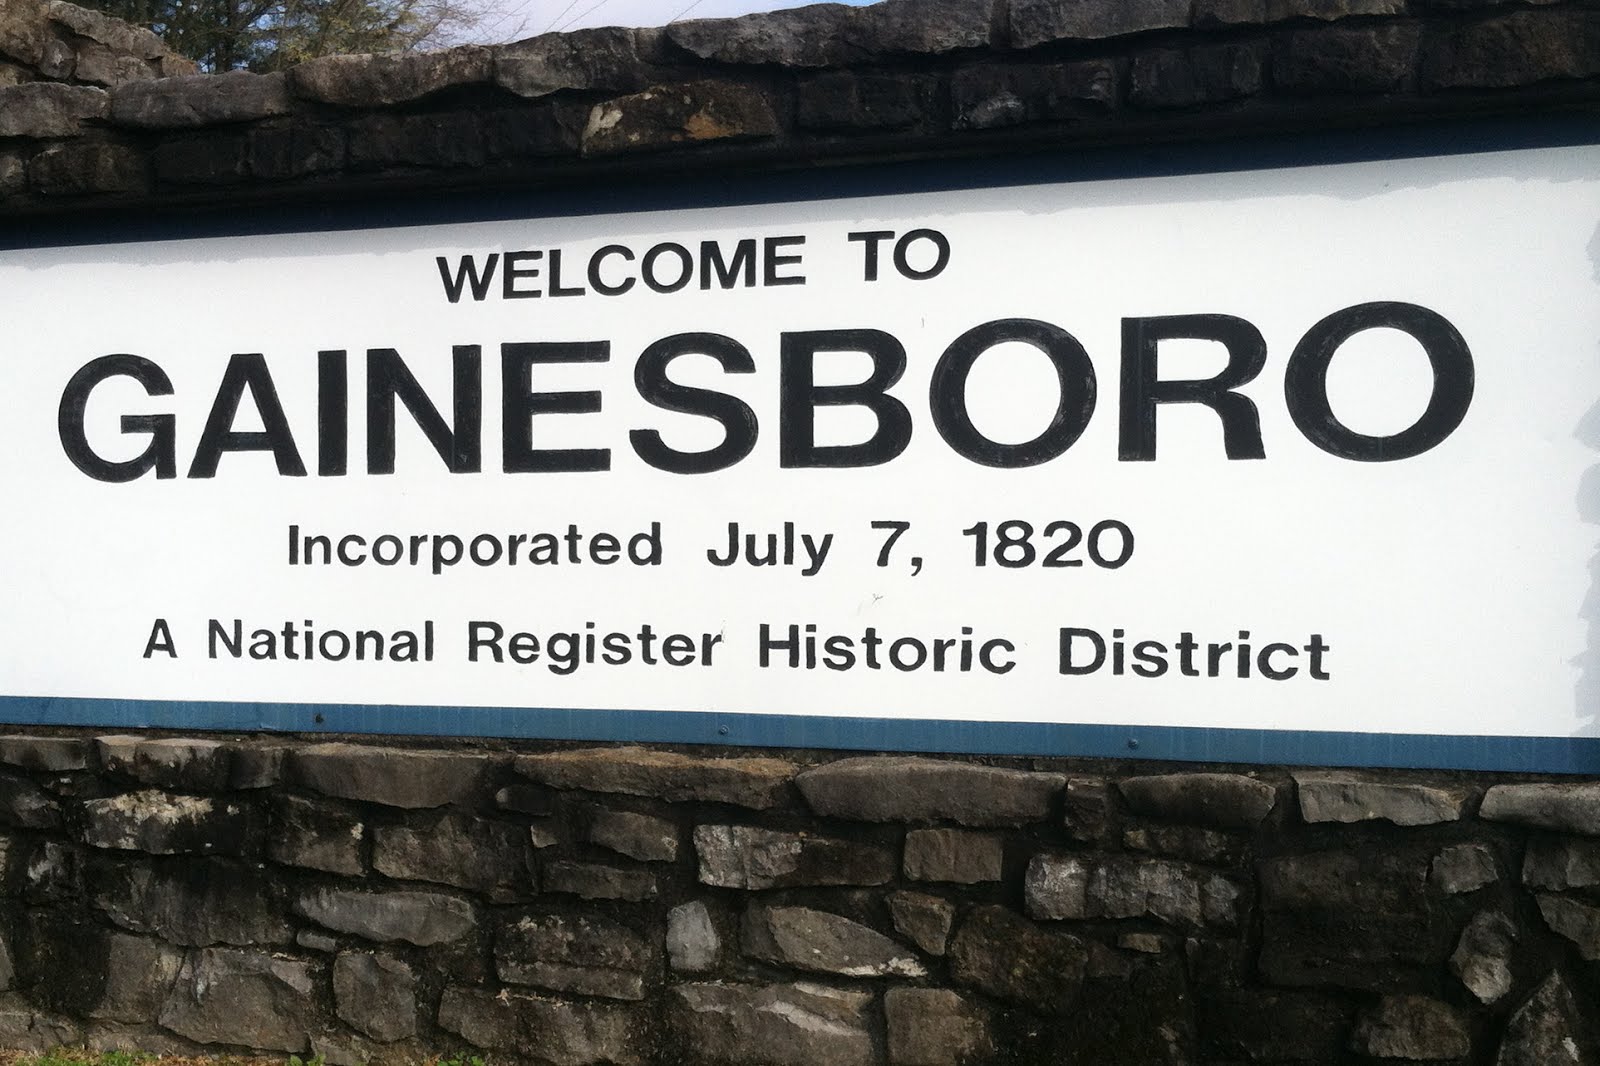 WELCOME TO
GAINESBORO
Incorporated July 7, 1820
A National Register Historic District